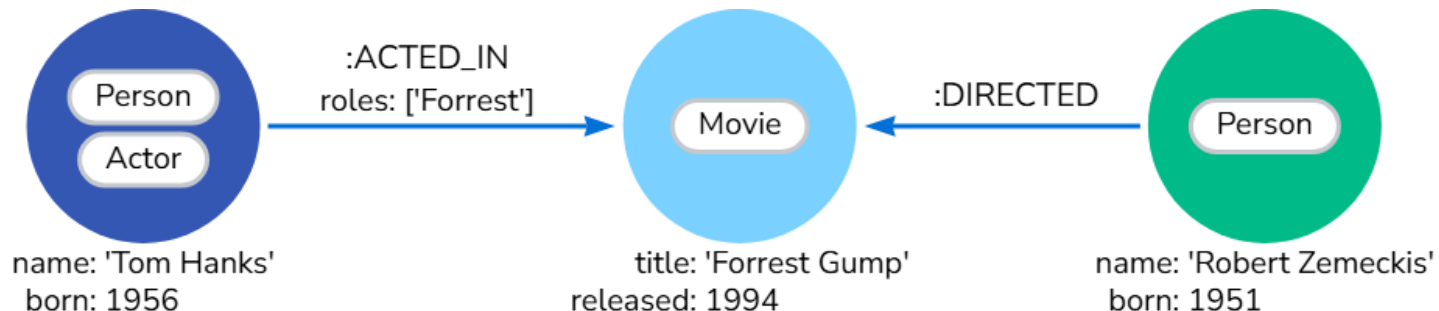 Person
Actor
:ACTED_IN
roles: ['Forrest']
Movie
:DIRECTED
Person
name: 'Tom Hanks'
born: 1956
title: 'Forrest Gump'
released: 1994
name: 'Robert Zemeckis'
born: 1951